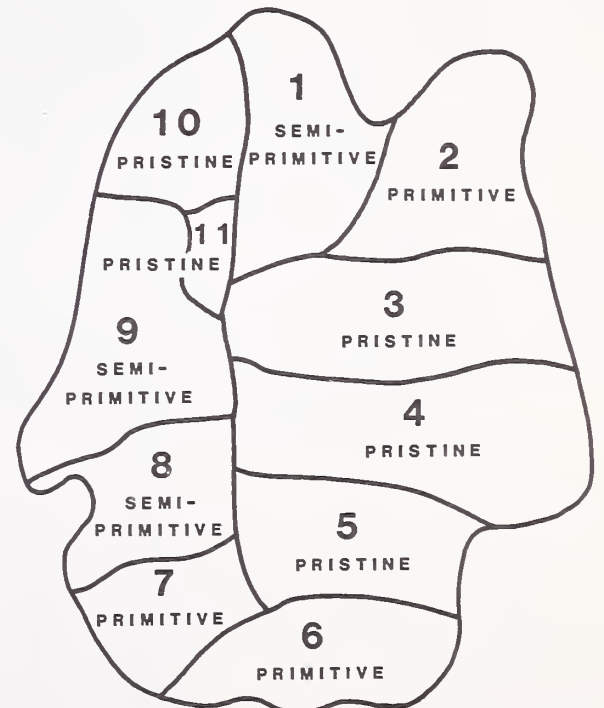 1
SEMI-
PRIMITIVE
2
PRIMITIVE
3
PRISTINE
4
PRISTINE
5
PRISTINE
6
PRIMITIVE
7
PRIMITIVE
8
SEMI-
PRIMITIVE
9
SEMI-
PRIMITIVE
10
PRISTINE
11
PRISTINE